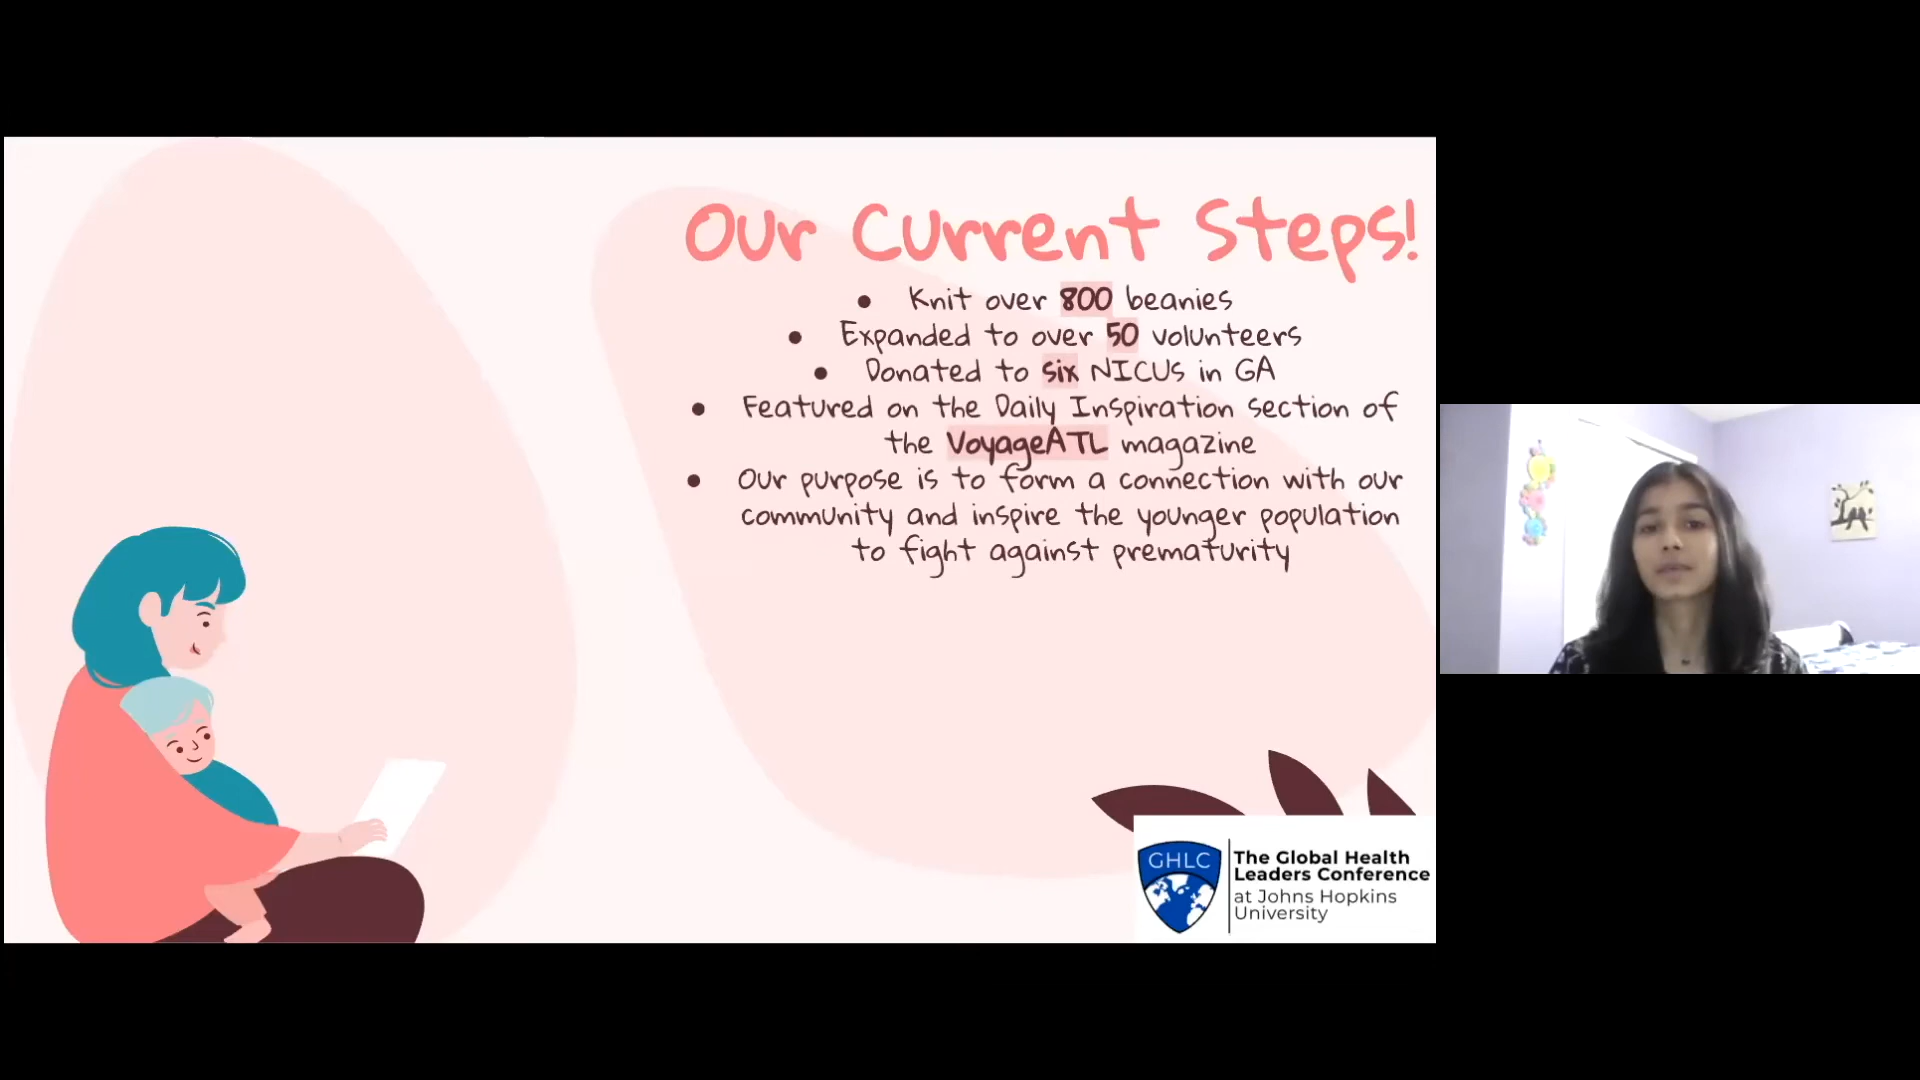 Our Current Steps!
● Knit over 800 beanies
● Expanded to over 50 volunteers
● Donated to six NICUs in GA
● Featured on the Daily Inspiration section of
the VoyageATL magazine
● Our purpose is to form a connection with our
community and inspire the younger population
to fight against prematurity
GHLC
The Global Health
Leaders Conference
at Johns Hopkins
University